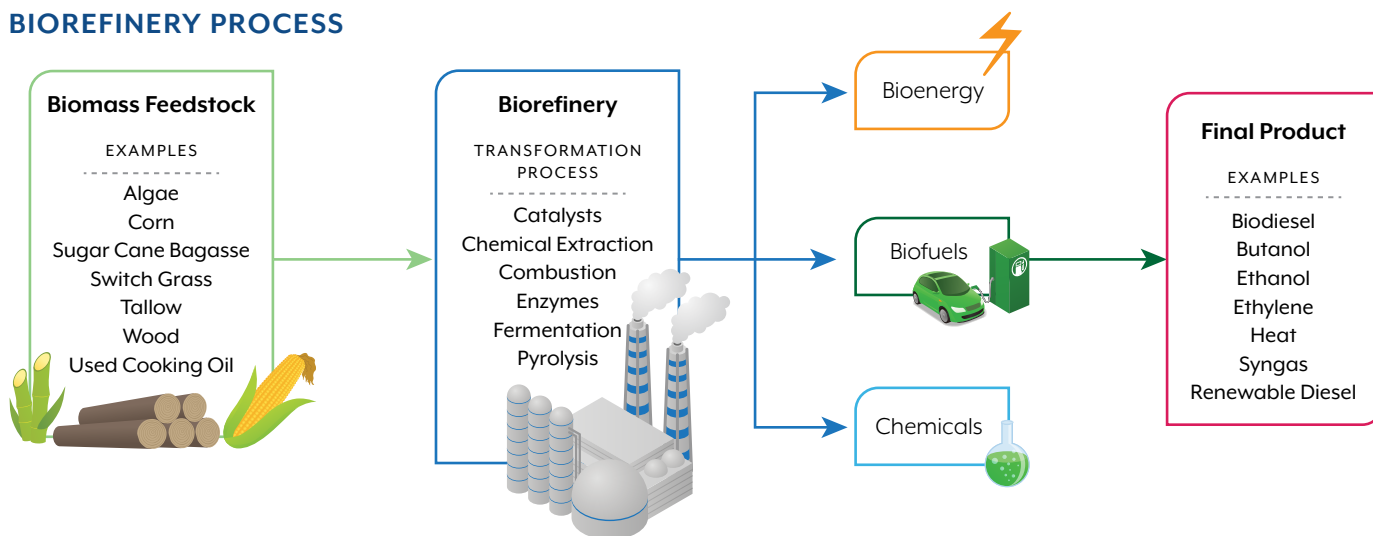 BIOREFINERY PROCESS
Biomass Feedstock
EXAMPLES
Algae
Corn
Sugar Cane Bagasse
Switch Grass
Tallow
Wood
Used Cooking Oil
Biorefinery
TRANSFORMATION
PROCESS
Catalysts
Chemical Extraction
Combustion
Enzymes
Fermentation
Pyrolysis
Bioenergy
Biofuels
Chemicals
Final Product
EXAMPLES
Biodiesel
Butanol
Ethanol
Ethylene
Heat
Syngas
Renewable Diesel